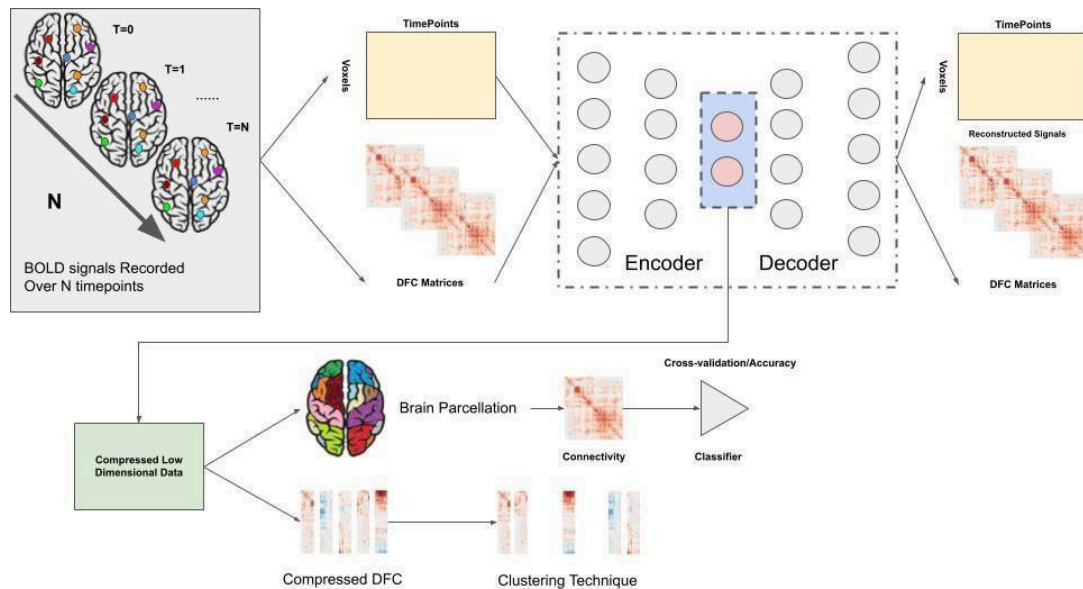 T=0
T=1
......
T=N
N
BOLD signals Recorded
Over N timepoints
TimePoints
Voxels
DFC Matrices
Encoder
Decoder
TimePoints
Voxels
Reconstructed Signals
DFC Matrices
Compressed Low
Dimensional Data
Brain Parcellation
Connectivity
Cross-validation/Accuracy
Classifier
Compressed DFC
Clustering Technique